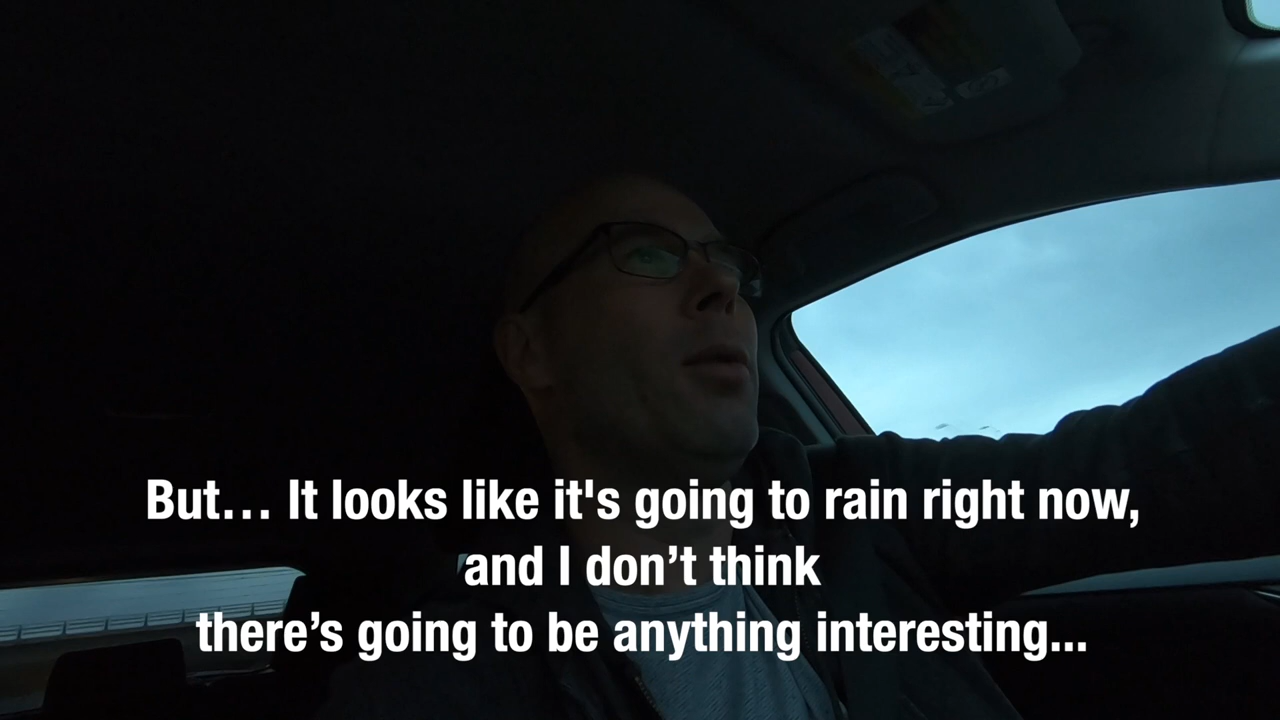 But… It looks like it's going to rain right now,
and I don’t think
there’s going to be anything interesting...